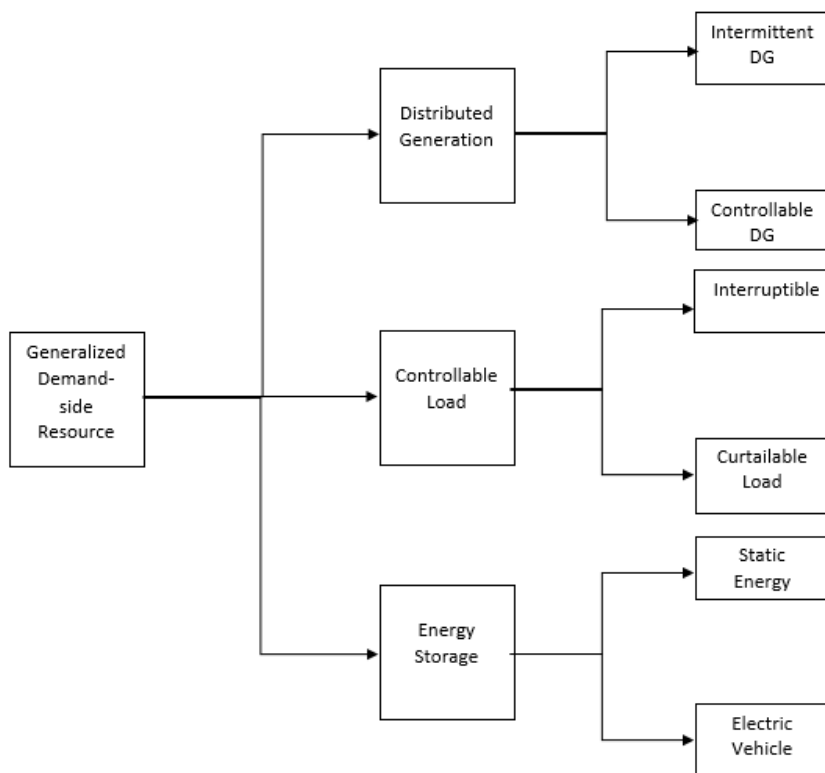 Intermittent
DG
Distributed
Generation
Controllable
DG
Interruptible
Generalized
Demand-
side
Resource
Controllable
Load
Curtailable
Load
Static
Energy
Energy
Storage
Electric
Vehicle